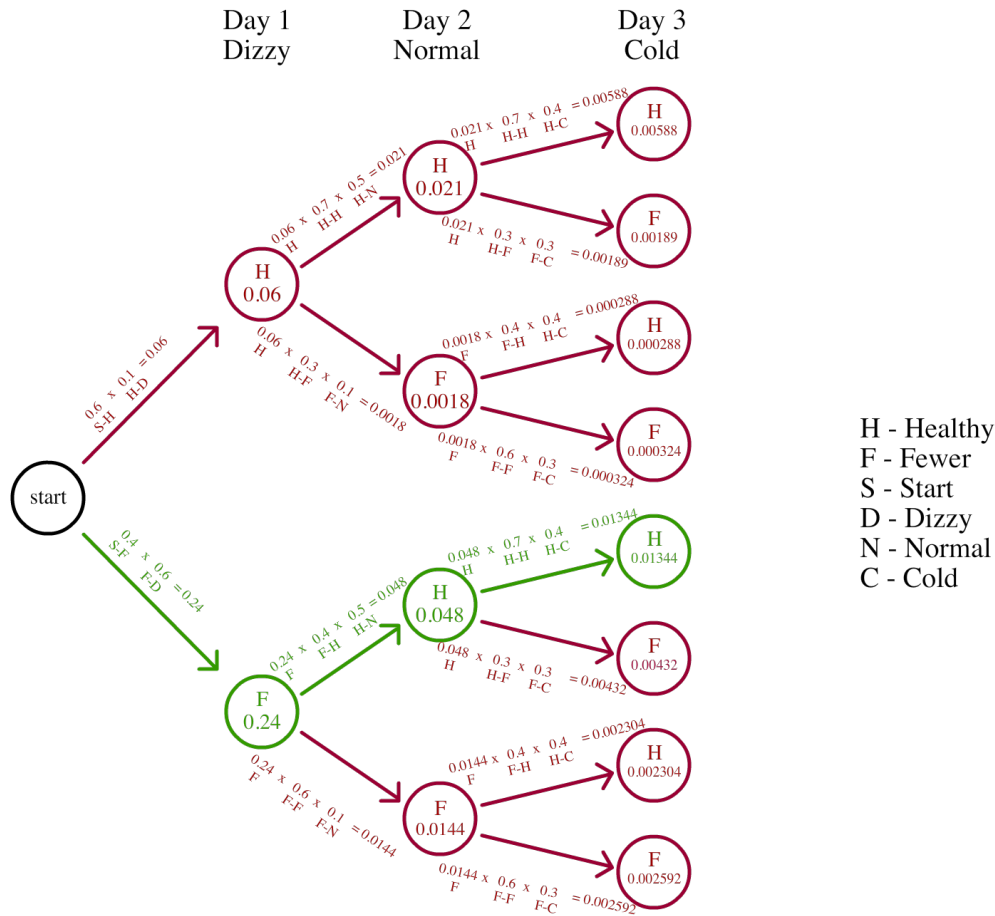 Day 1
Dizzy
Day 2
Normal
Day 3
Cold
start
0.6 x 0.1 = 0.06
S-H H-D
0.4 x 0.6 = 0.24
S-F F-D
H
0.06
F
0.24
0.06 x 0.7 x 0.5 = 0.021
H H-H H-N
0.06 x 0.3 x 0.1 = 0.0018
H H-F F-N
0.24 x 0.4 x 0.5 = 0.048
F F-H H-N
0.24 x 0.6 x 0.1 = 0.0144
F F-F F-N
H
0.021
F
0.0018
H
0.048
F
0.0144
0.021 x 0.7 x 0.4 = 0.00588
H H-H H-C
0.021 x 0.3 x 0.3 = 0.00189
H H-F F-C
0.0018 x 0.4 x 0.4 = 0.000288
F F-H H-C
0.0018 x 0.6 x 0.3 = 0.000324
F F-F F-C
0.048 x 0.7 x 0.4 = 0.01344
H H-H H-C
0.048 x 0.3 x 0.3 = 0.00432
H H-F F-C
0.0144 x 0.4 x 0.4 = 0.002304
F F-H H-C
0.0144 x 0.6 x 0.3 = 0.002592
F F-F F-C
H
0.00588
F
0.00189
H
0.000288
F
0.000324
H
0.01344
F
0.00432
H
0.002304
F
0.002592
H - Healthy
F - Fewer
S - Start
D - Dizzy
N - Normal
C - Cold